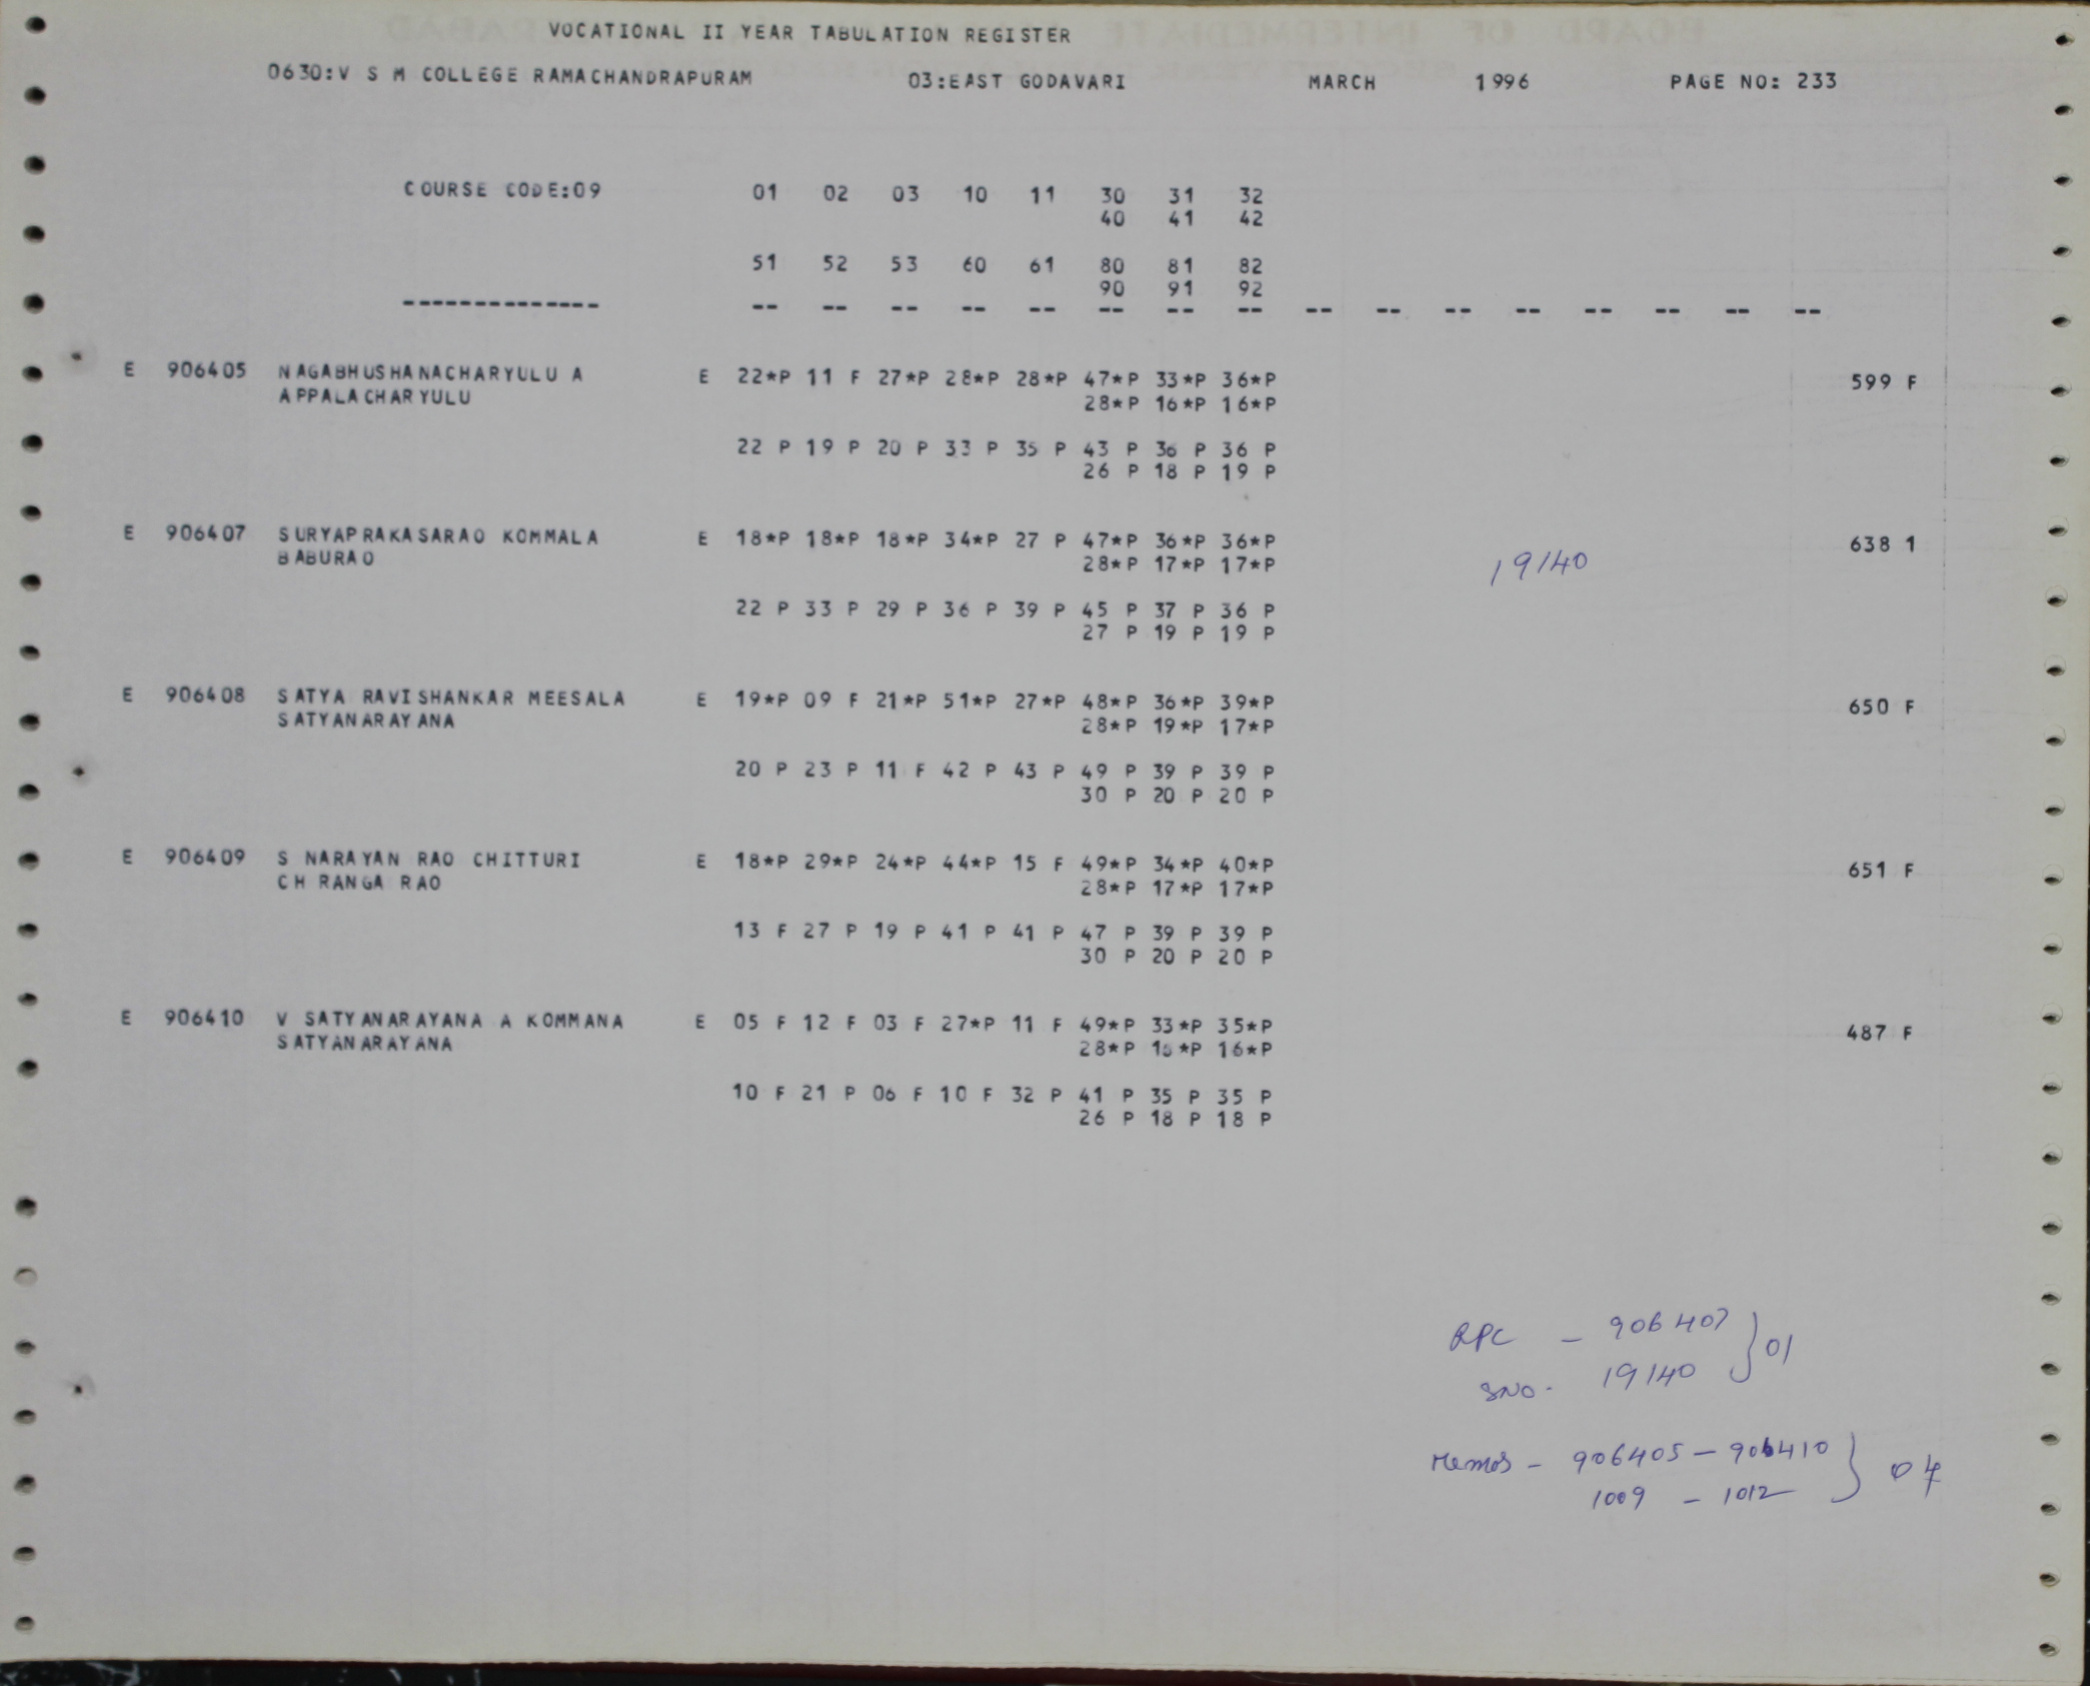 VOCATIONAL II YEAR TABULATION REGISTER
0630:V S M COLLEGE RAMACHANDRAPURAM 03:EAST GODAVARI MARCH 1996 PAGE NO: 233
COURSE CODE:09 01 02 03 10 11 30 31 32
40 41 42
51 52 53 60 61 80 81 82
90 91 92
-------------- -- -- -- -- -- -- -- -- -- -- -- -- -- -- -- --
E 906405 NAGABHUSHANACHARYULU A E 22*P 11 F 27*P 28*P 28*P 47*P 33*P 36*P 599 F
APPALACHARYULU 28*P 16*P 16*P
22 P 19 P 20 P 33 P 35 P 43 P 36 P 36 P
26 P 18 P 19 P
E 906407 SURYAPRAKASARAO KOMMALA E 18*P 18*P 18*P 34*P 27 P 47*P 36*P 36*P 638 1
BABURAO 28*P 17*P 17*P 19140
22 P 33 P 29 P 36 P 39 P 45 P 37 P 36 P
27 P 19 P 19 P
E 906408 SATYA RAVISHANKAR MEESALA E 19*P 09 F 21*P 51*P 27*P 48*P 36*P 39*P 650 F
SATYANARAYANA 28*P 19*P 17*P
20 P 23 P 11 F 42 P 43 P 49 P 39 P 39 P
30 P 20 P 20 P
E 906409 S NARAYAN RAO CHITTURI E 18*P 29*P 24*P 44*P 15 F 49*P 34*P 40*P 651 F
CH RANGA RAO 28*P 17*P 17*P
13 F 27 P 19 P 41 P 41 P 47 P 39 P 39 P
30 P 20 P 20 P
E 906410 V SATYANARAYANA A KOMMANA E 05 F 12 F 03 F 27*P 11 F 49*P 33*P 35*P 487 F
SATYANARAYANA 28*P 16*P
10 F 21 P 06 F 10 F 32 P 41 P 35 P 35 P
26 P 18 P 18 P
RPC - 906407 } 01
SNO. 19140
Memos - 906405 - 906410 } 04
1009 - 1012